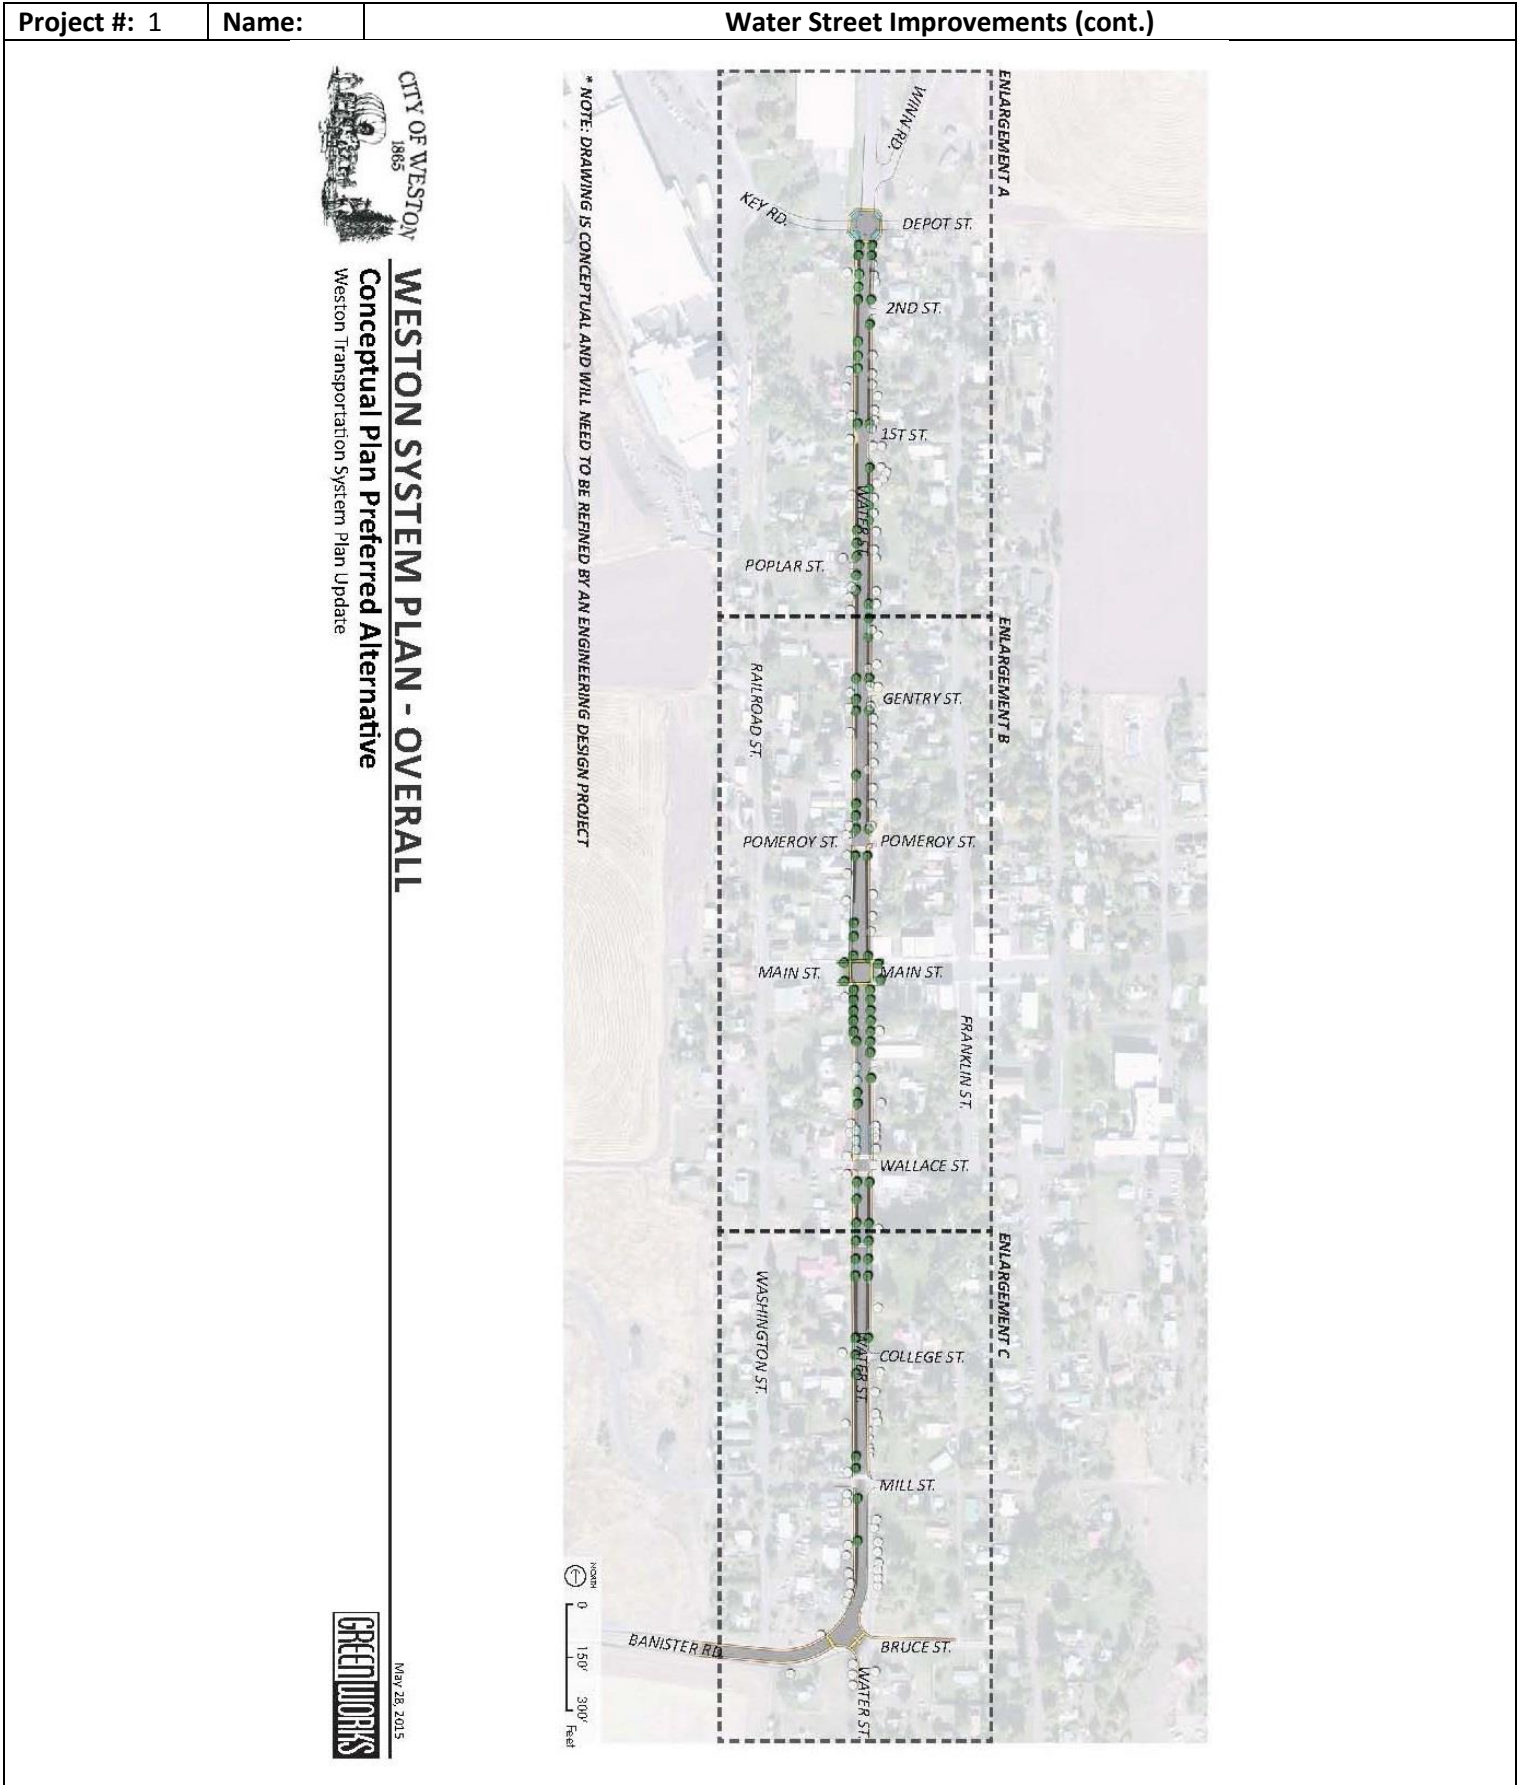 Project #: 1
Name:
Water Street Improvements (cont.)
CITY OF WESTON
1865
WESTON SYSTEM PLAN - OVERALL
Conceptual Plan Preferred Alternative
Weston Transportation System Plan Update
* NOTE: DRAWING IS CONCEPTUAL AND WILL NEED TO BE REFINED BY AN ENGINEERING DESIGN PROJECT
ENLARGEMENT A
WINN RD.
KEY RD.
DEPOT ST.
2ND ST.
1ST ST.
WATER ST.
POPLAR ST.
ENLARGEMENT B
RAILROAD ST.
GENTRY ST.
POMEROY ST.
POMEROY ST.
MAIN ST.
MAIN ST.
FRANKLIN ST.
WALLACE ST.
ENLARGEMENT C
WASHINGTON ST.
WATER ST.
COLLEGE ST.
MILL ST.
BANISTER RD.
BRUCE ST.
WATER ST.
NORTH
0 150' 300' Feet
May 28, 2015
GREENWORKS